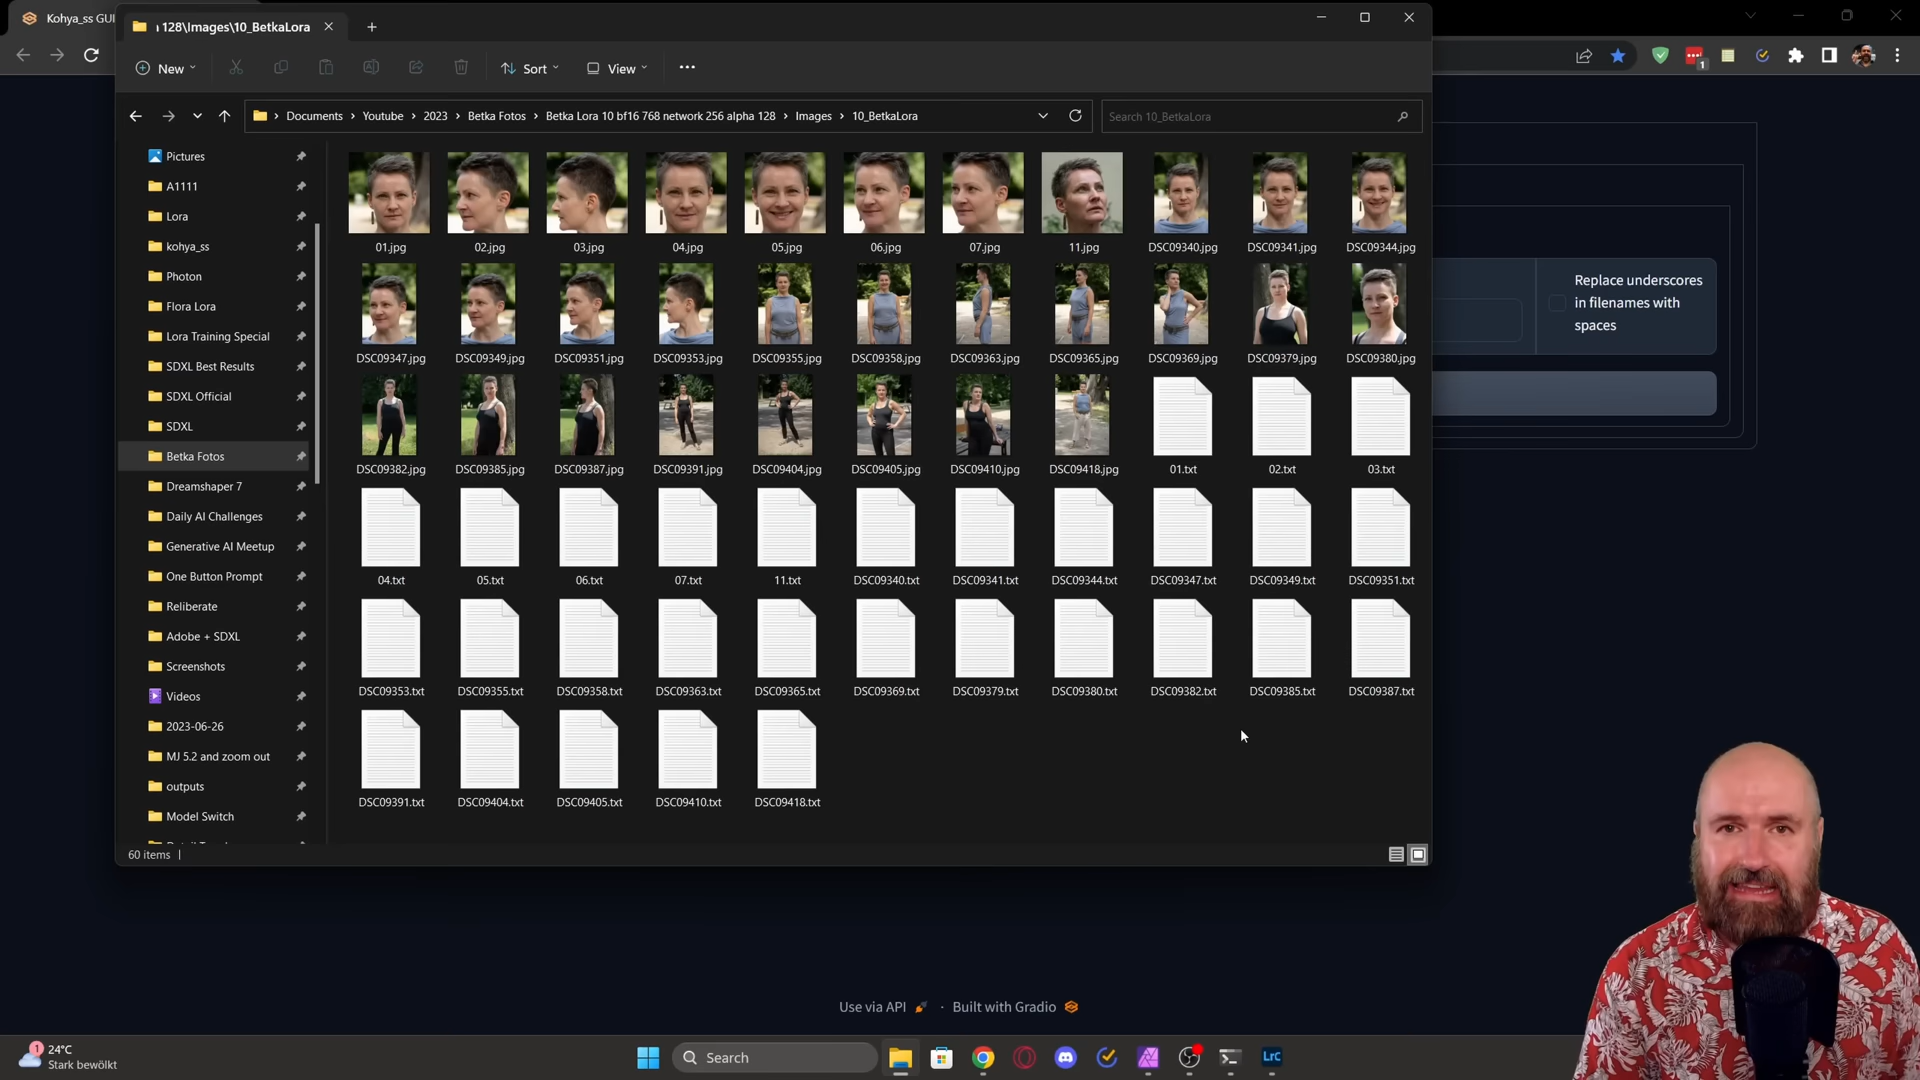 Kohya_ss GUI
128\Images\10_BetkaLora
New
Sort
View
Documents > Youtube > 2023 > Betka Fotos > Betka Lora 10 bf16 768 network 256 alpha 128 > Images > 10_BetkaLora
Search 10_BetkaLora
1
Pictures
A1111
Lora
kohya_ss
Photon
Flora Lora
Lora Training Special
SDXL Best Results
SDXL Official
SDXL
Betka Fotos
Dreamshaper 7
Daily AI Challenges
Generative AI Meetup
One Button Prompt
Reliberate
Adobe + SDXL
Screenshots
Videos
2023-06-26
MJ 5.2 and zoom out
outputs
Model Switch
01.jpg 02.jpg 03.jpg 04.jpg 05.jpg 06.jpg 07.jpg 11.jpg DSC09340.jpg DSC09341.jpg DSC09344.jpg
DSC09347.jpg DSC09349.jpg DSC09351.jpg DSC09353.jpg DSC09355.jpg DSC09358.jpg DSC09363.jpg DSC09365.jpg DSC09369.jpg DSC09379.jpg DSC09380.jpg
DSC09382.jpg DSC09385.jpg DSC09387.jpg DSC09391.jpg DSC09404.jpg DSC09405.jpg DSC09410.jpg DSC09418.jpg 01.txt 02.txt 03.txt
04.txt 05.txt 06.txt 07.txt 11.txt DSC09340.txt DSC09341.txt DSC09344.txt DSC09347.txt DSC09349.txt DSC09351.txt
DSC09353.txt DSC09355.txt DSC09358.txt DSC09363.txt DSC09365.txt DSC09369.txt DSC09379.txt DSC09380.txt DSC09382.txt DSC09385.txt DSC09387.txt
DSC09391.txt DSC09404.txt DSC09405.txt DSC09410.txt DSC09418.txt
60 items
Replace underscores
in filenames with
spaces
Use via API · Built with Gradio
1
24°C
Stark bewölkt
Search
LrC